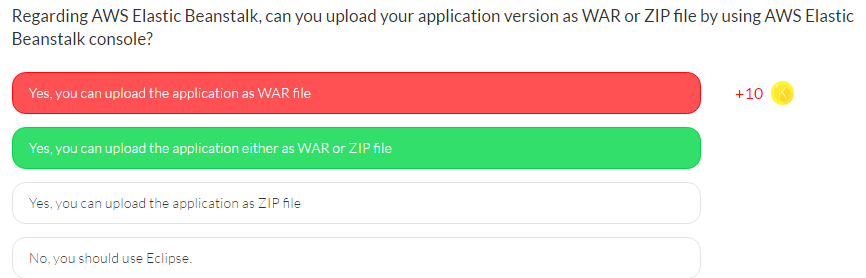 Regarding AWS Elastic Beanstalk, can you upload your application version as WAR or ZIP file by using AWS Elastic
Beanstalk console?
Yes, you can upload the application as WAR file
+10
Yes, you can upload the application either as WAR or ZIP file
Yes, you can upload the application as ZIP file
No, you should use Eclipse.